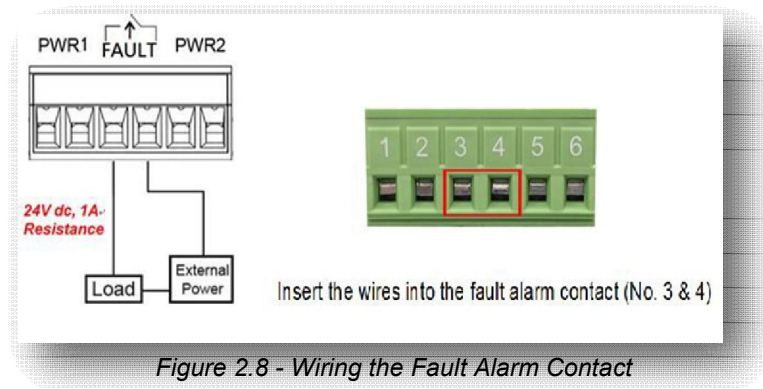 PWR1 FAULT PWR2
1 2 3 4 5 6
24V dc, 1A
Resistance
Load
External
Power
Insert the wires into the fault alarm contact (No. 3 & 4)
Figure 2.8 - Wiring the Fault Alarm Contact